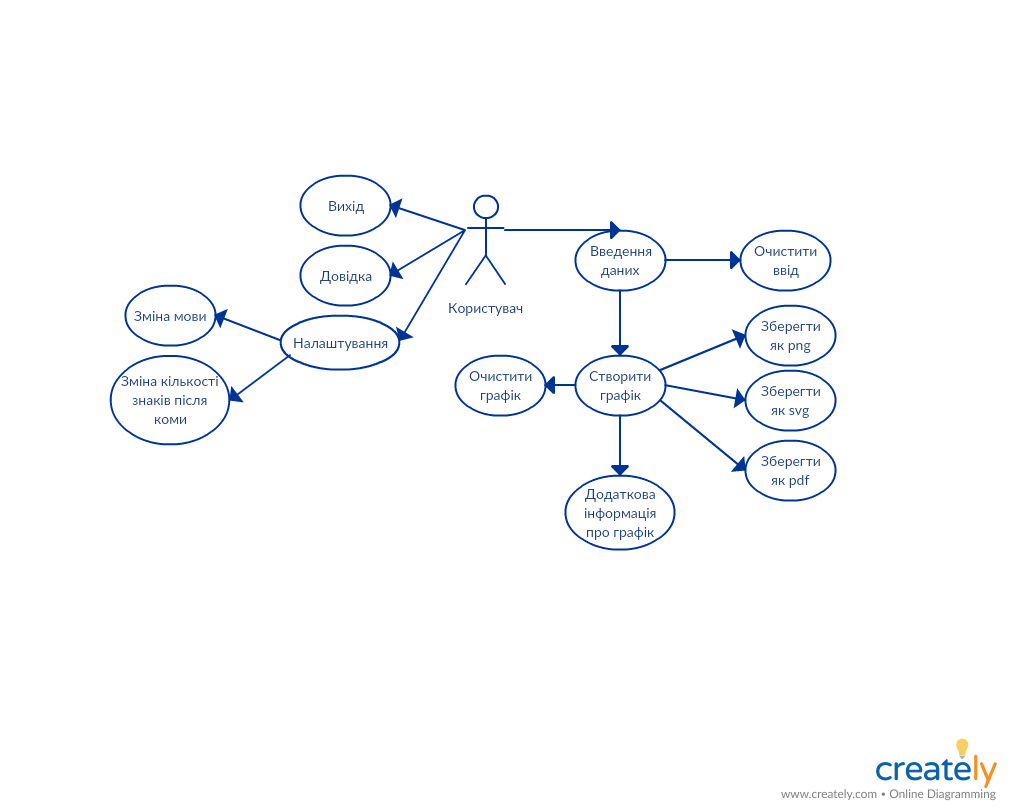 Вихід
Довідка
Користувач
Введення
даних
Очистити
ввід
Зміна мови
Налаштування
Зміна кількості
знаків після
коми
Очистити
графік
Створити
графік
Зберегти
як png
Зберегти
як svg
Зберегти
як pdf
Додаткова
інформація
про графік
creately
www.creately.com • Online Diagramming